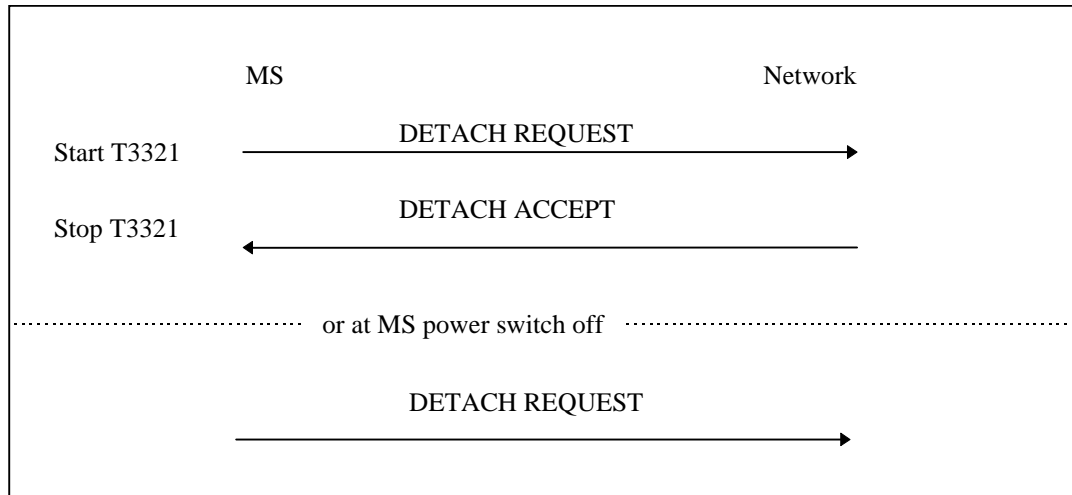 MS Network
DETACH REQUEST
Start T3321
DETACH ACCEPT
Stop T3321
or at MS power switch off
DETACH REQUEST